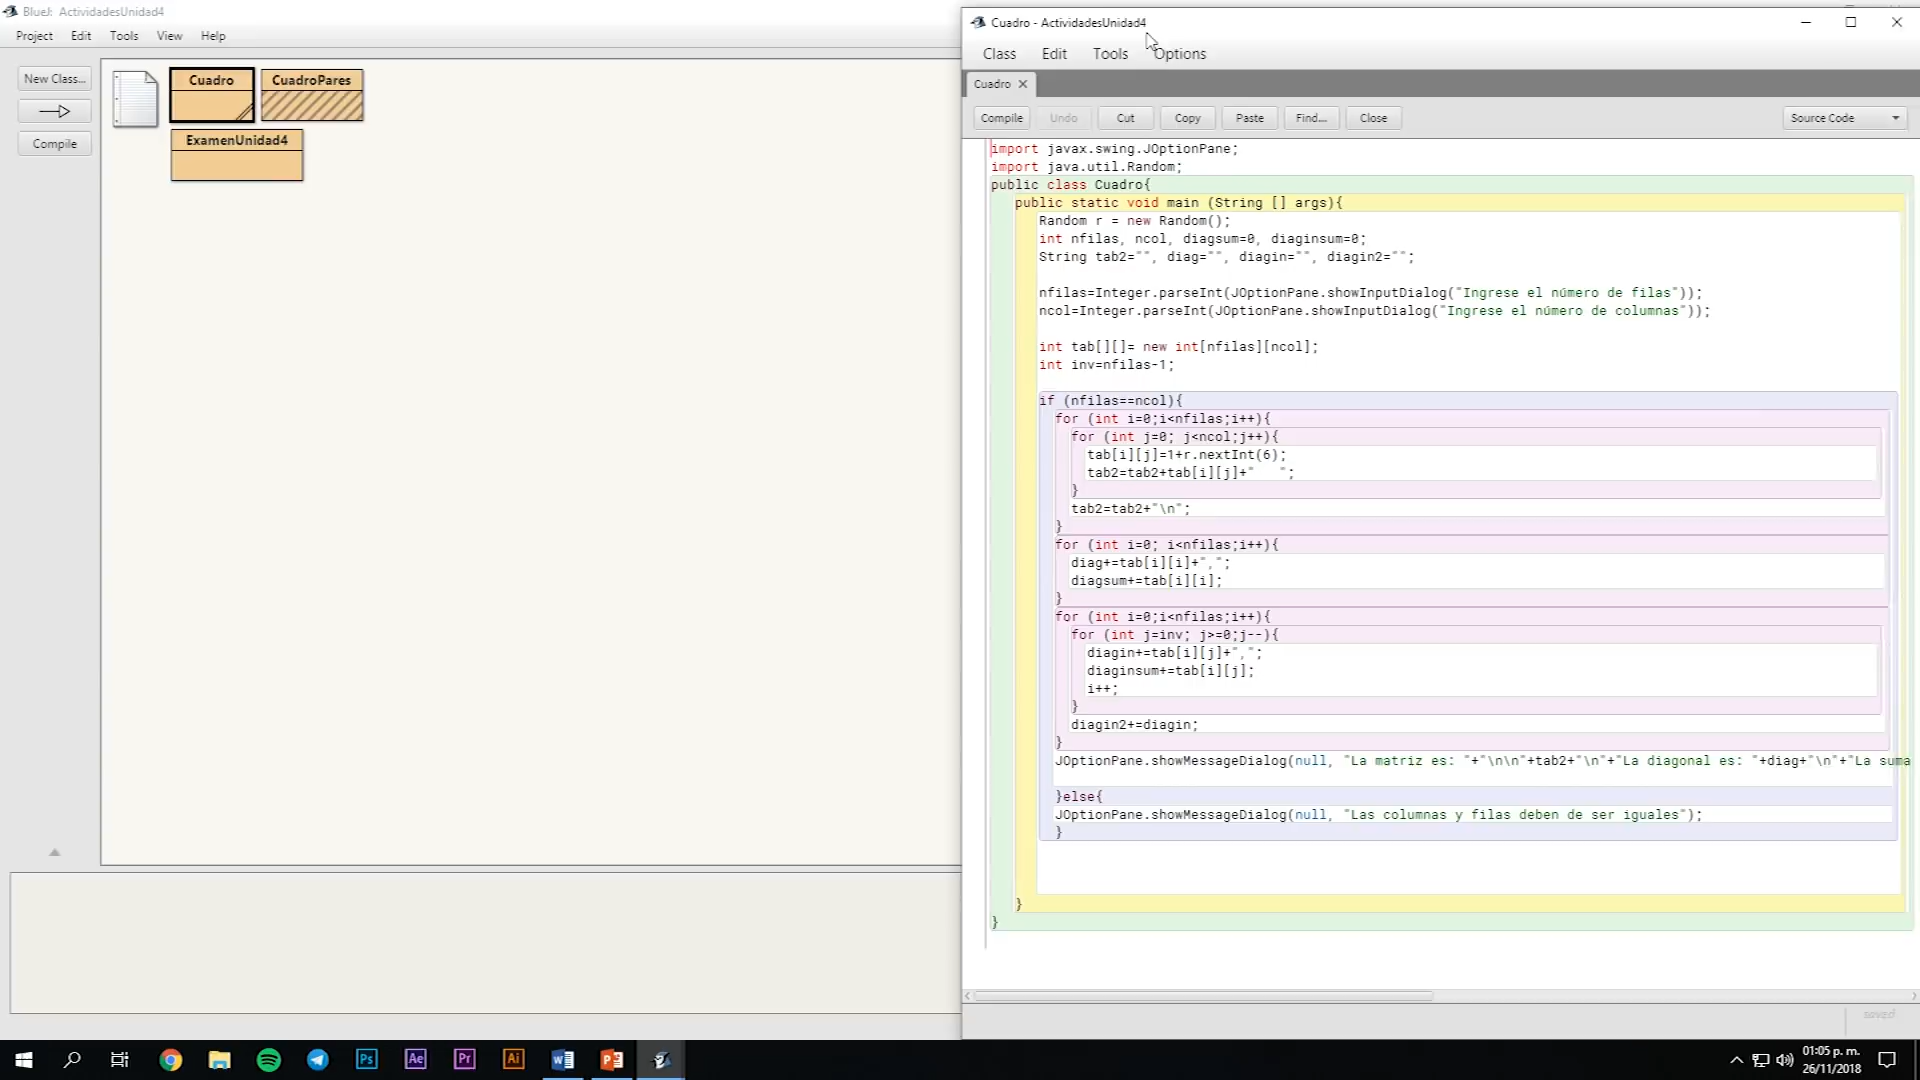 BlueJ: ActividadesUnidad4
Project Edit Tools View Help
New Class...
Compile
Cuadro
CuadroPares
ExamenUnidad4
Cuadro - ActividadesUnidad4
Class Edit Tools Options
Cuadro
Compile Undo Cut Copy Paste Find... Close Source Code
import javax.swing.JOptionPane;
import java.util.Random;
public class Cuadro{
public static void main (String [] args){
Random r = new Random();
int nfilas, ncol, diagsum=0, diaginsum=0;
String tab2="", diag="", diagin="", diagin2="";
nfilas=Integer.parseInt(JOptionPane.showInputDialog("Ingrese el número de filas"));
ncol=Integer.parseInt(JOptionPane.showInputDialog("Ingrese el número de columnas"));
int tab[][]= new int[nfilas][ncol];
int inv=nfilas-1;
if (nfilas==ncol){
for (int i=0;i<nfilas;i++){
for (int j=0; j<ncol;j++){
tab[i][j]=1+r.nextInt(6);
tab2=tab2+tab[i][j]+"   ";
}
tab2=tab2+"\n";
}
for (int i=0; i<nfilas;i++){
diag+=tab[i][i]+",";
diagsum+=tab[i][i];
}
for (int i=0;i<nfilas;i++){
for (int j=inv; j>=0;j--){
diagin+=tab[i][j]+",";
diaginsum+=tab[i][j];
i++;
}
diagin2+=diagin;
}
JOptionPane.showMessageDialog(null, "La matriz es: "+"\n\n"+tab2+"\n"+"La diagonal es: "+diag+"\n"+"La suma
}else{
JOptionPane.showMessageDialog(null, "Las columnas y filas deben de ser iguales");
}
}
}
saved
Ps Ae Pr Ai
01:05 p. m.
26/11/2018